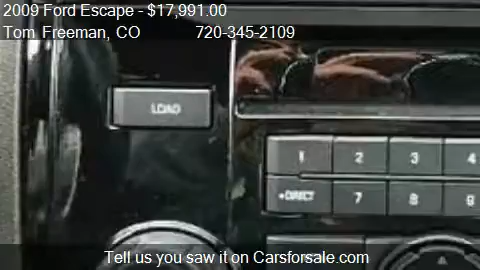 2009 Ford Escape - $17,991.00
Tom Freeman, CO 720-345-2109
LOAD
1 2 3 4
DIRECT 7 8 9
Tell us you saw it on Carsforsale.com